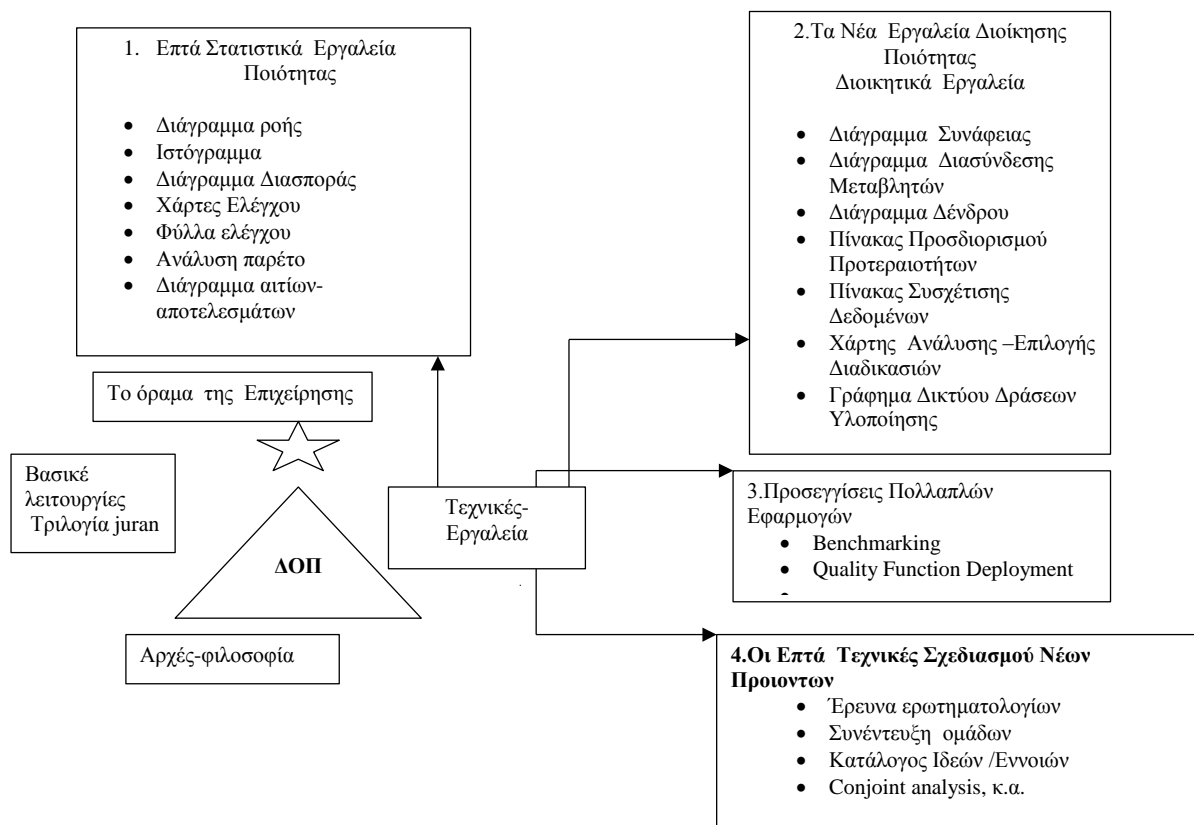 1. Επτά Στατιστικά Εργαλεία
Ποιότητας
• Διάγραμμα ροής
• Ιστόγραμμα
• Διάγραμμα Διασποράς
• Χάρτες Ελέγχου
• Φύλλα ελέγχου
• Ανάλυση παρέτο
• Διάγραμμα αιτίων-
αποτελεσμάτων
2.Τα Νέα Εργαλεία Διοίκησης
Ποιότητας
Διοικητικά Εργαλεία
• Διάγραμμα Συνάφειας
• Διάγραμμα Διασύνδεσης
Μεταβλητών
• Διάγραμμα Δένδρου
• Πίνακας Προσδιορισμού
Προτεραιοτήτων
• Πίνακας Συσχέτισης
Δεδομένων
• Χάρτης Ανάλυσης –Επιλογής
Διαδικασιών
• Γράφημα Δικτύου Δράσεων
Υλοποίησης
Το όραμα της Επιχείρησης
Βασικέ
λειτουργίες
Τριλογία juran
ΔΟΠ
Αρχές-φιλοσοφία
Τεχνικές-
Εργαλεία
3.Προσεγγίσεις Πολλαπλών
Εφαρμογών
• Benchmarking
• Quality Function Deployment
•
4.Οι Επτά Τεχνικές Σχεδιασμού Νέων
Προιοντων
• Έρευνα ερωτηματολογίων
• Συνέντευξη ομάδων
• Κατάλογος Ιδεών /Εννοιών
• Conjoint analysis, κ.α.